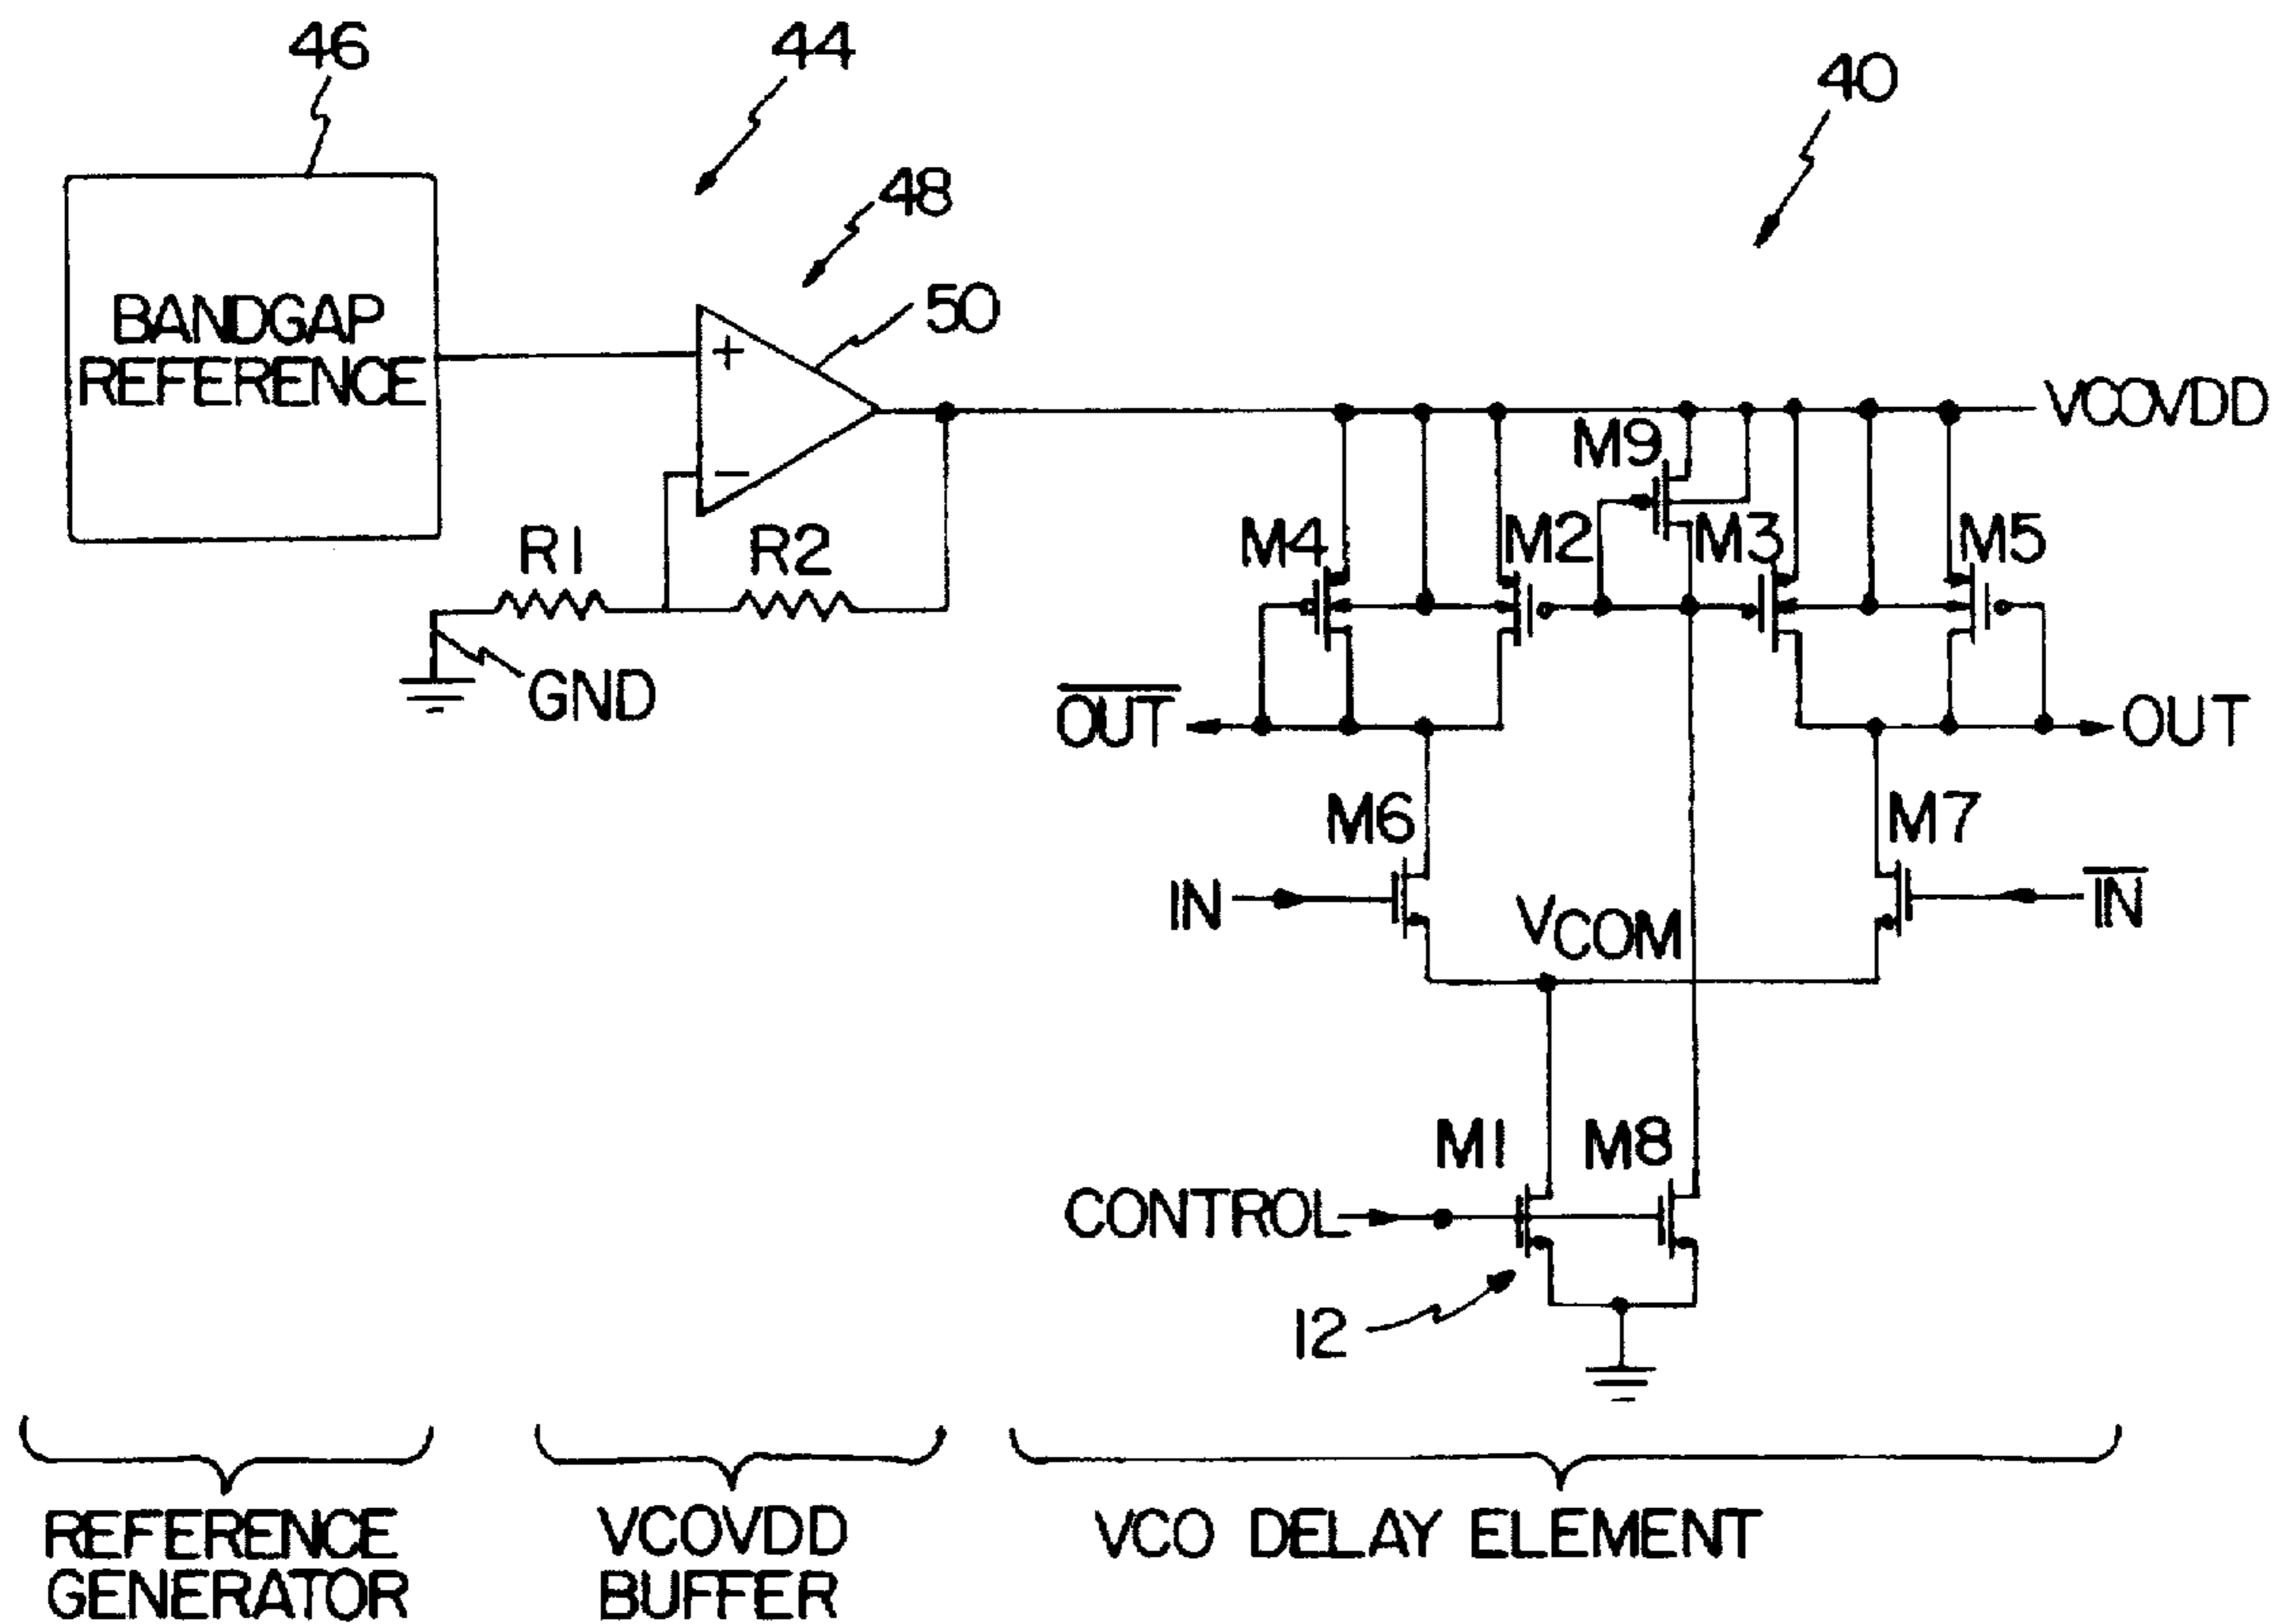 46
44
40
48
50
BANDGAP
REFERENCE
+
−
VCOVDD
M9
M4
M2
M3
M5
R1
R2
GND
OUT
OUT
M6
M7
IN
VCOM
IN
M1
M8
CONTROL
12
REFERENCE
GENERATOR
VCOVDD
BUFFER
VCO DELAY ELEMENT